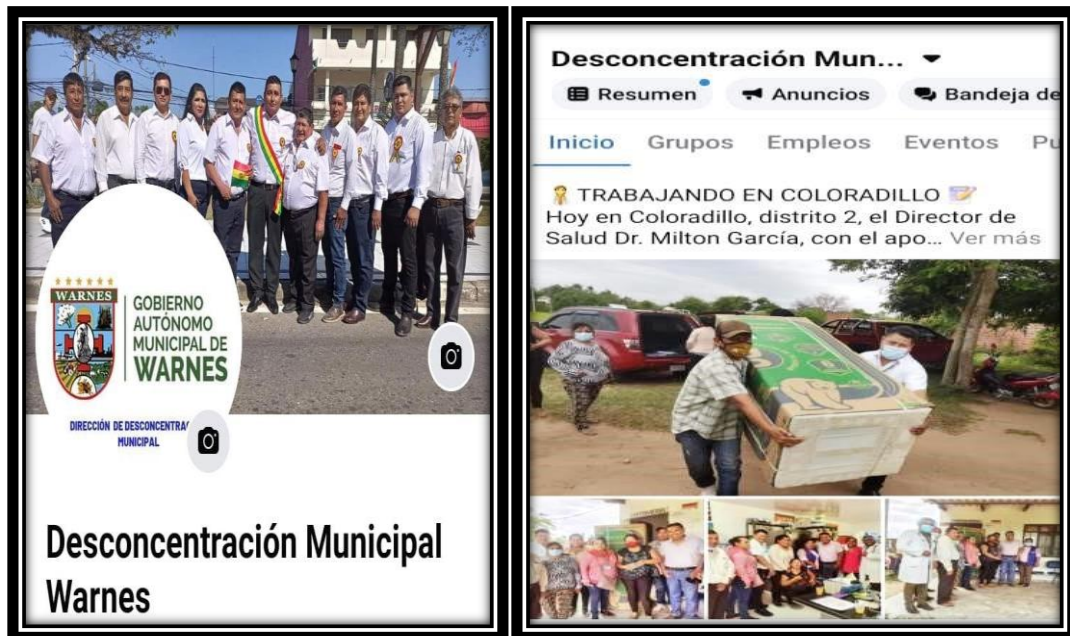 WARNES
GOBIERNO
AUTÓNOMO
MUNICIPAL DE
WARNES
DIRECCIÓN DE DESCONCENTRA
MUNICIPAL
Desconcentración Municipal
Warnes
Desconcentración Mun...
Resumen Anuncios Bandeja de
Inicio Grupos Empleos Eventos Pu
TRABAJANDO EN COLORADILLO
Hoy en Coloradillo, distrito 2, el Director de
Salud Dr. Milton García, con el apo... Ver más